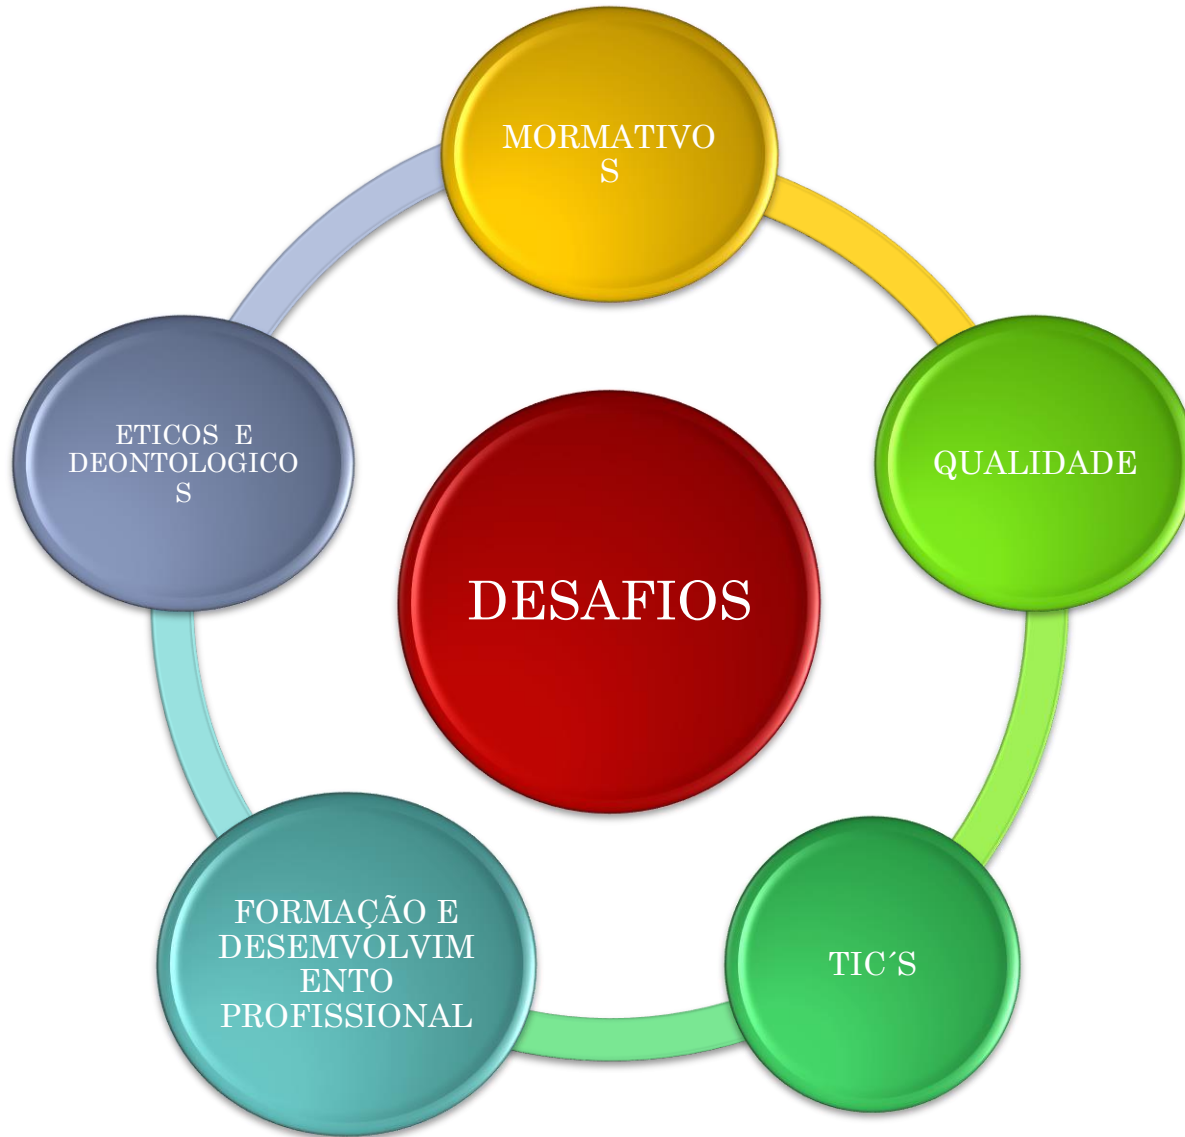 MORMATIVO
S
QUALIDADE
TIC´S
FORMAÇÃO E
DESEMVOLVIM
ENTO
PROFISSIONAL
ETICOS E
DEONTOLOGICO
S
DESAFIOS